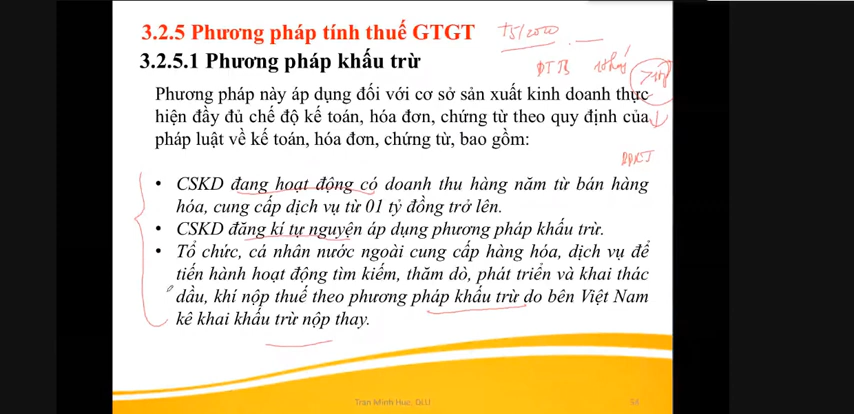 3.2.5 Phương pháp tính thuế GTGT
3.2.5.1 Phương pháp khấu trừ
Phương pháp này áp dụng đối với cơ sở sản xuất kinh doanh thực
hiện đầy đủ chế độ kế toán, hóa đơn, chứng từ theo quy định của
pháp luật về kế toán, hóa đơn, chứng từ, bao gồm:
• CSKD đang hoạt động có doanh thu hàng năm từ bán hàng
hóa, cung cấp dịch vụ từ 01 tỷ đồng trở lên.
• CSKD đăng kí tự nguyện áp dụng phương pháp khấu trừ.
• Tổ chức, cá nhân nước ngoài cung cấp hàng hóa, dịch vụ để
tiến hành hoạt động tìm kiếm, thăm dò, phát triển và khai thác
dầu, khí nộp thuế theo phương pháp khấu trừ do bên Việt Nam
kê khai khấu trừ nộp thay.